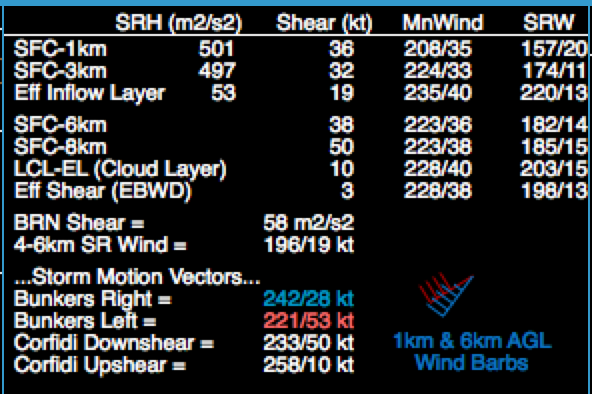 SRH (m2/s2) Shear (kt) MnWind SRW
SFC-1km 501 36 208/35 157/20
SFC-3km 497 32 224/33 174/11
Eff Inflow Layer 53 19 235/40 220/13
SFC-6km 38 223/36 182/14
SFC-8km 50 223/38 185/15
LCL-EL (Cloud Layer) 10 228/40 203/15
Eff Shear (EBWD) 3 228/38 198/13
BRN Shear = 58 m2/s2
4-6km SR Wind = 196/19 kt
...Storm Motion Vectors...
Bunkers Right = 242/28 kt
Bunkers Left = 221/53 kt
Corfidi Downshear = 233/50 kt
Corfidi Upshear = 258/10 kt
1km & 6km AGL
Wind Barbs